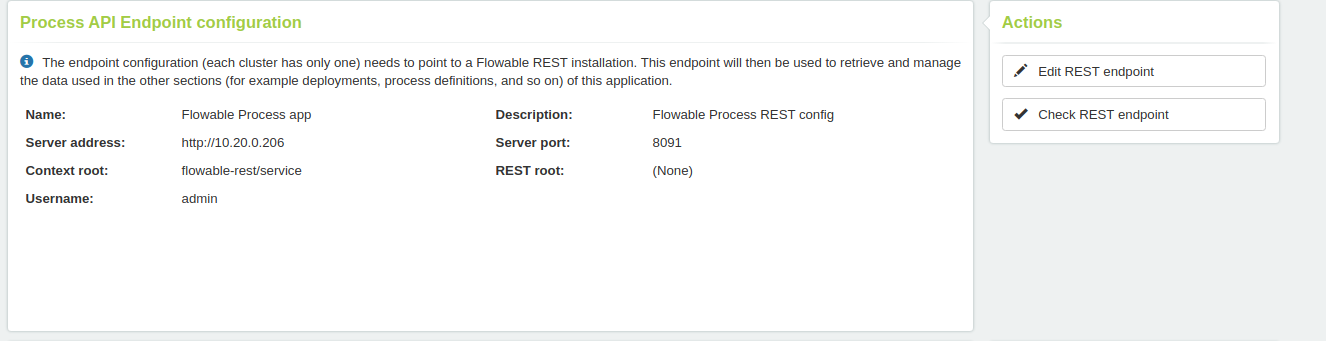 Process API Endpoint configuration
The endpoint configuration (each cluster has only one) needs to point to a Flowable REST installation. This endpoint will then be used to retrieve and manage
the data used in the other sections (for example deployments, process definitions, and so on) of this application.
Name: Flowable Process app Description: Flowable Process REST config
Server address: http://10.20.0.206 Server port: 8091
Context root: flowable-rest/service REST root: (None)
Username: admin
Actions
Edit REST endpoint
Check REST endpoint